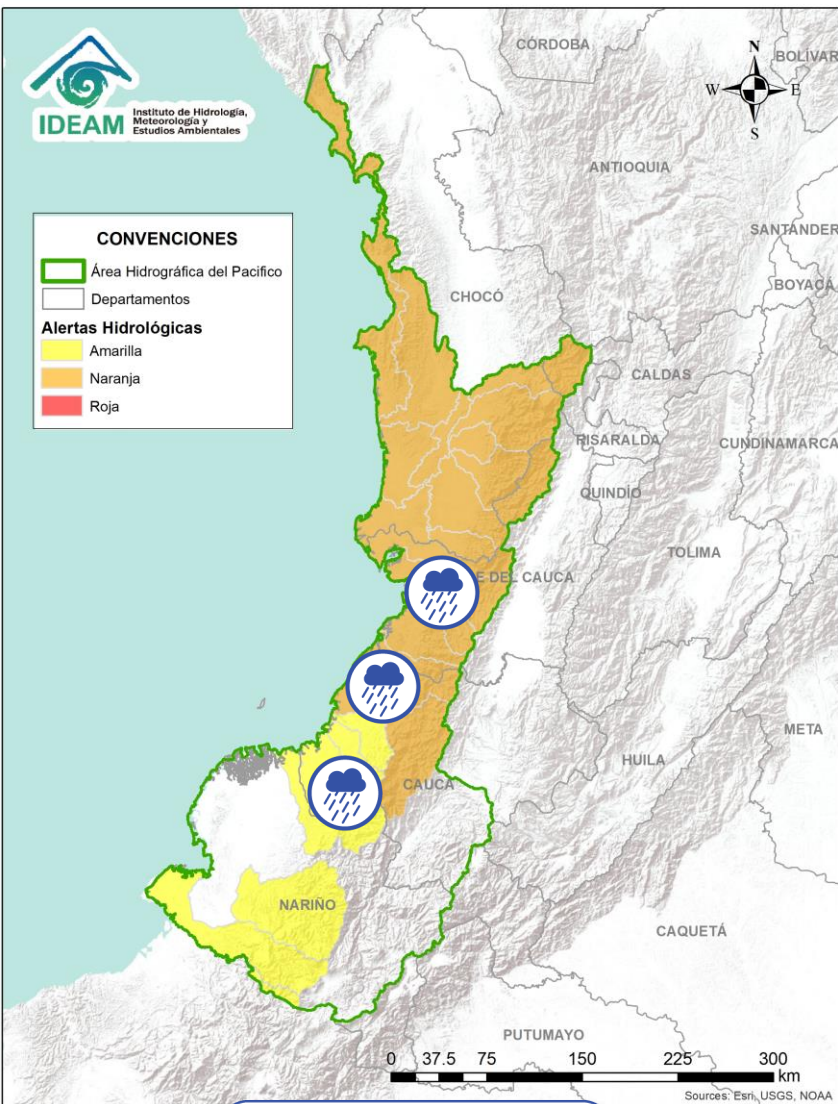 IDEAM
Instituto de Hidrología,
Meteorología y
Estudios Ambientales
CÓRDOBA
BOLÍVAR
N
W
E
S
ANTIOQUIA
SANTANDER
BOYACÁ
CONVENCIONES
Área Hidrográfica del Pacifico
Departamentos
Alertas Hidrológicas
Amarilla
Naranja
Roja
CHOCÓ
CALDAS
RISARALDA
CUNDINAMARCA
QUINDÍO
TOLIMA
E DEL CAUCA
META
HUILA
CAUCA
NARIÑO
CAQUETÁ
PUTUMAYO
0 37.5 75 150 225 300
km
Sources: Esri, USGS, NOAA